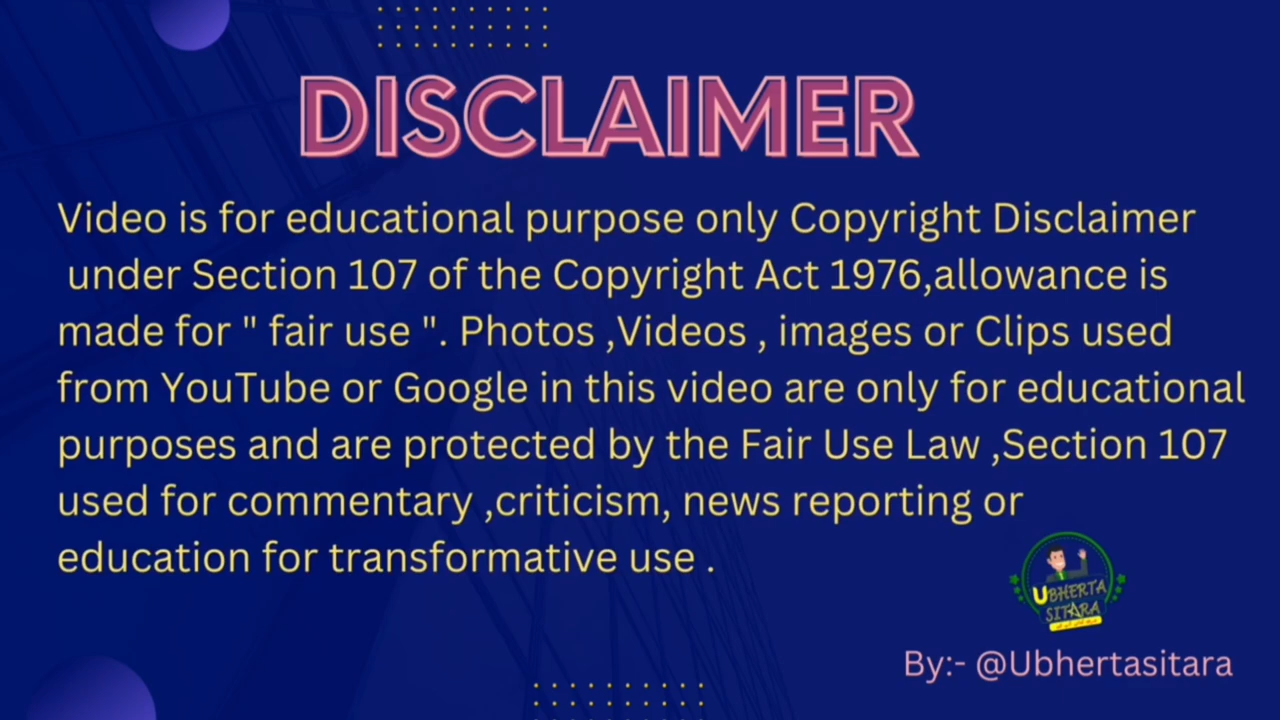 DISCLAIMER
Video is for educational purpose only Copyright Disclaimer
under Section 107 of the Copyright Act 1976,allowance is
made for " fair use ". Photos ,Videos , images or Clips used
from YouTube or Google in this video are only for educational
purposes and are protected by the Fair Use Law ,Section 107
used for commentary ,criticism, news reporting or
education for transformative use .
UBHERTA
SITARA
By:- @Ubhertasitara